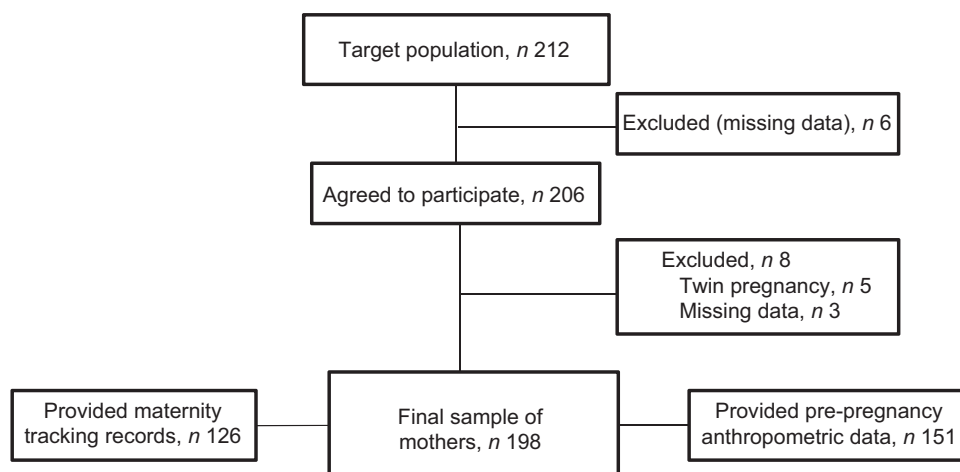 Target population, n 212
Excluded (missing data), n 6
Agreed to participate, n 206
Excluded, n 8
Twin pregnancy, n 5
Missing data, n 3
Provided maternity
tracking records, n 126
Final sample of
mothers, n 198
Provided pre-pregnancy
anthropometric data, n 151